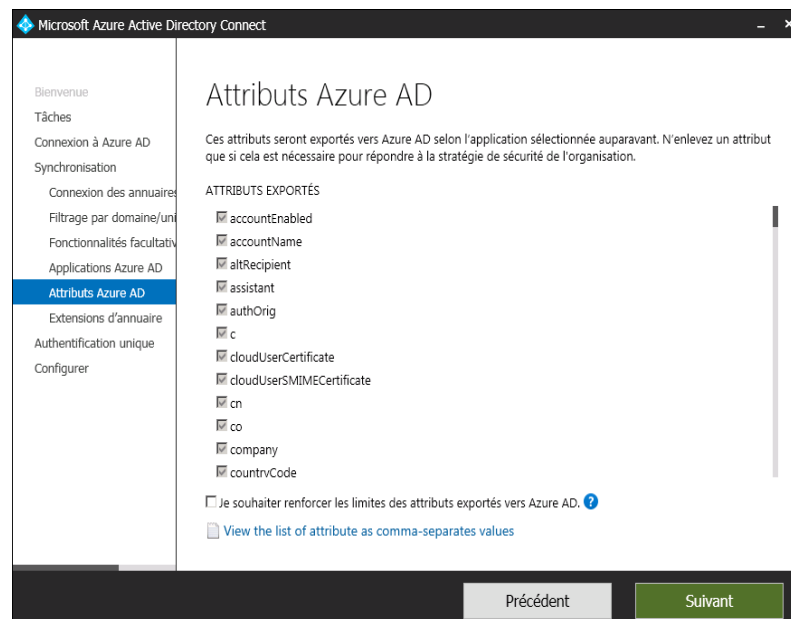 Microsoft Azure Active Directory Connect
Bienvenue
Tâches
Connexion à Azure AD
Synchronisation
Connexion des annuaires
Filtrage par domaine/uni
Fonctionnalités facultativ
Applications Azure AD
Attributs Azure AD
Extensions d'annuaire
Authentification unique
Configurer
Attributs Azure AD
Ces attributs seront exportés vers Azure AD selon l'application sélectionnée auparavant. N'enlevez un attribut
que si cela est nécessaire pour répondre à la stratégie de sécurité de l'organisation.
ATTRIBUTS EXPORTÉS
accountEnabled
accountName
altRecipient
assistant
authOrig
c
cloudUserCertificate
cloudUserSMIMECertificate
cn
co
company
countryCode
Je souhaiter renforcer les limites des attributs exportés vers Azure AD. ?
View the list of attribute as comma-separates values
Précédent
Suivant